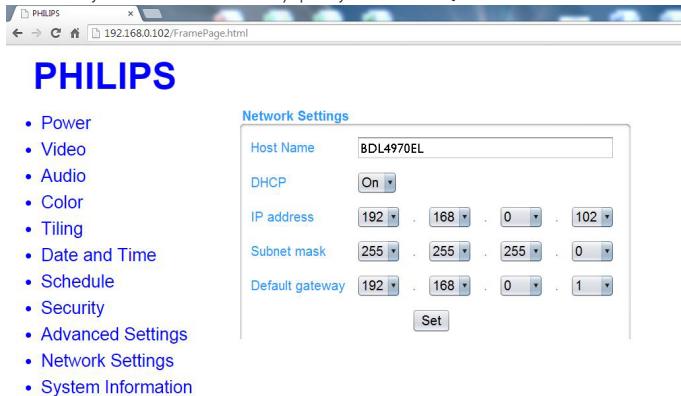 PHILIPS
192.168.0.102/FramePage.html
PHILIPS
• Power
• Video
• Audio
• Color
• Tiling
• Date and Time
• Schedule
• Security
• Advanced Settings
• Network Settings
• System Information
Network Settings
Host Name BDL4970EL
DHCP On
IP address 192 . 168 . 0 . 102
Subnet mask 255 . 255 . 255 . 0
Default gateway 192 . 168 . 0 . 1
Set